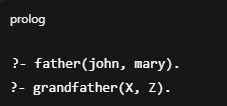 prolog
?- father(john, mary).
?- grandfather(X, Z).